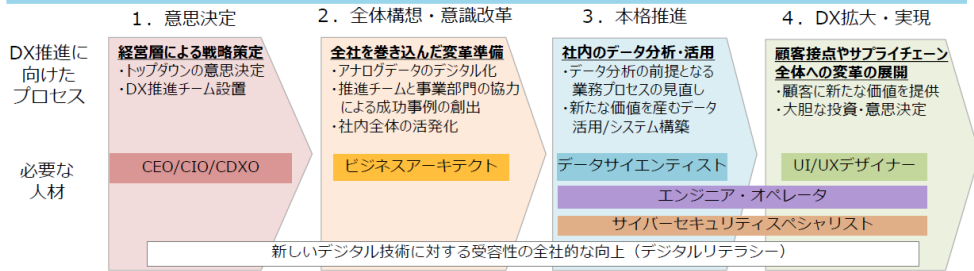 1．意思決定
2．全体構想・意識改革
3．本格推進
4．DX拡大・実現
DX推進に
向けた
プロセス
経営層による戦略策定
・トップダウンの意思決定
・DX推進チーム設置
全社を巻き込んだ変革準備
・アナログデータのデジタル化
・推進チームと事業部門の協力
による成功事例の創出
・社内全体の活発化
社内のデータ分析・活用
・データ分析の前提となる
業務プロセスの見直し
・新たな価値を産むデータ
活用/システム構築
顧客接点やサプライチェーン
全体への変革の展開
・顧客に新たな価値を提供
・大胆な投資・意思決定
必要な
人材
CEO/CIO/CDXO
ビジネスアーキテクト
データサイエンティスト
UI/UXデザイナー
エンジニア・オペレータ
サイバーセキュリティスペシャリスト
新しいデジタル技術に対する受容性の全社的な向上（デジタルリテラシー）